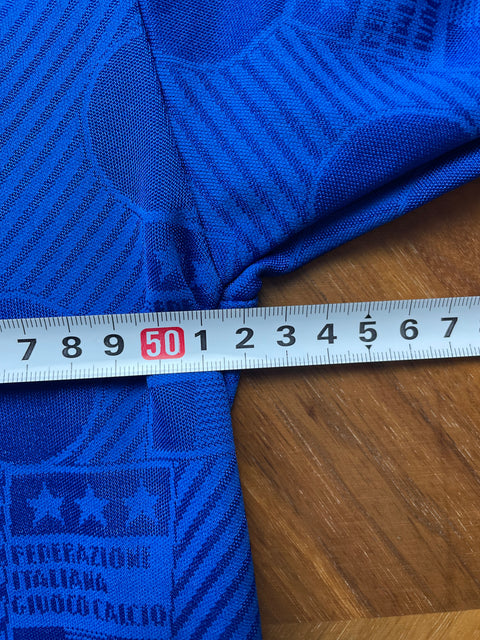 7 8 9 50 1 2 3 4 5 6 7
FEDERAZIONE
ITALIANA
GIUOCO CALCIO